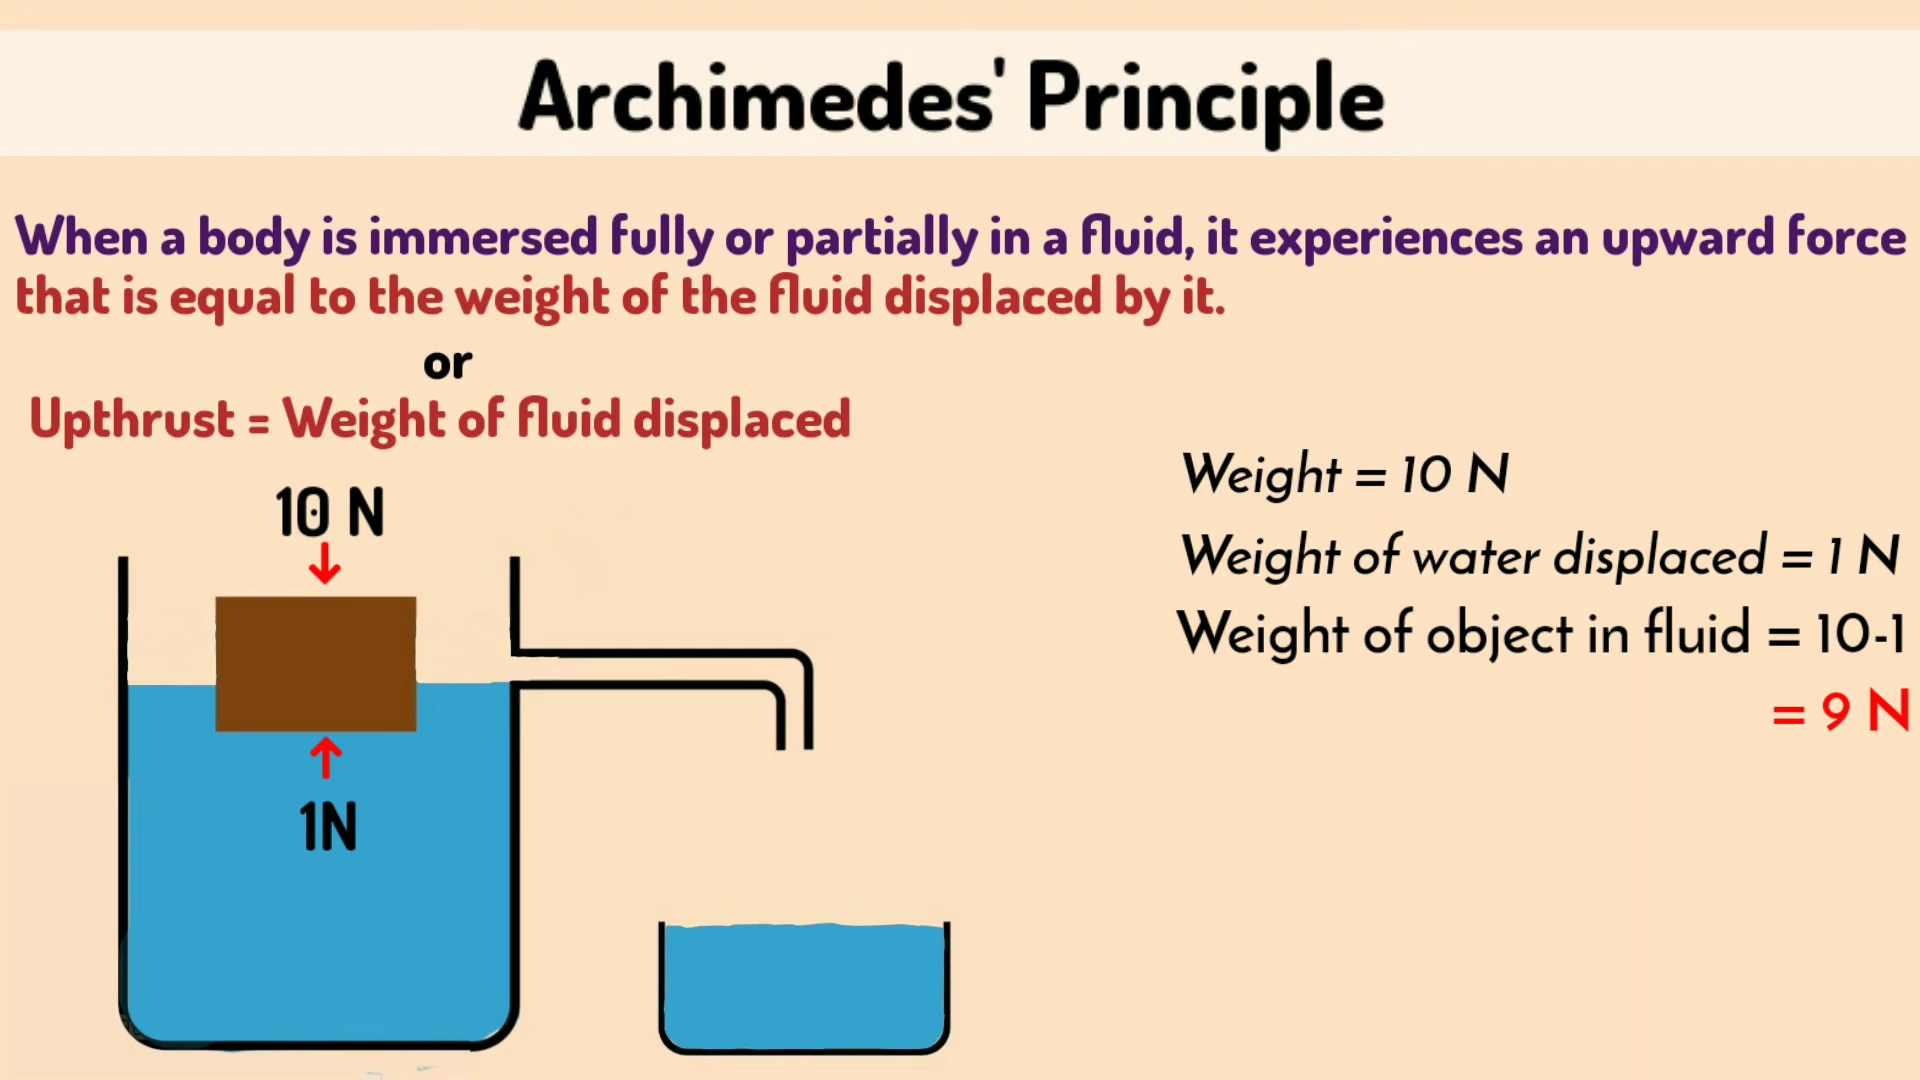 Archimedes' Principle
When a body is immersed fully or partially in a fluid, it experiences an upward force
that is equal to the weight of the fluid displaced by it.
or
Upthrust = Weight of fluid displaced
10 N
1N
Weight = 10 N
Weight of water displaced = 1 N
Weight of object in fluid = 10-1
= 9 N